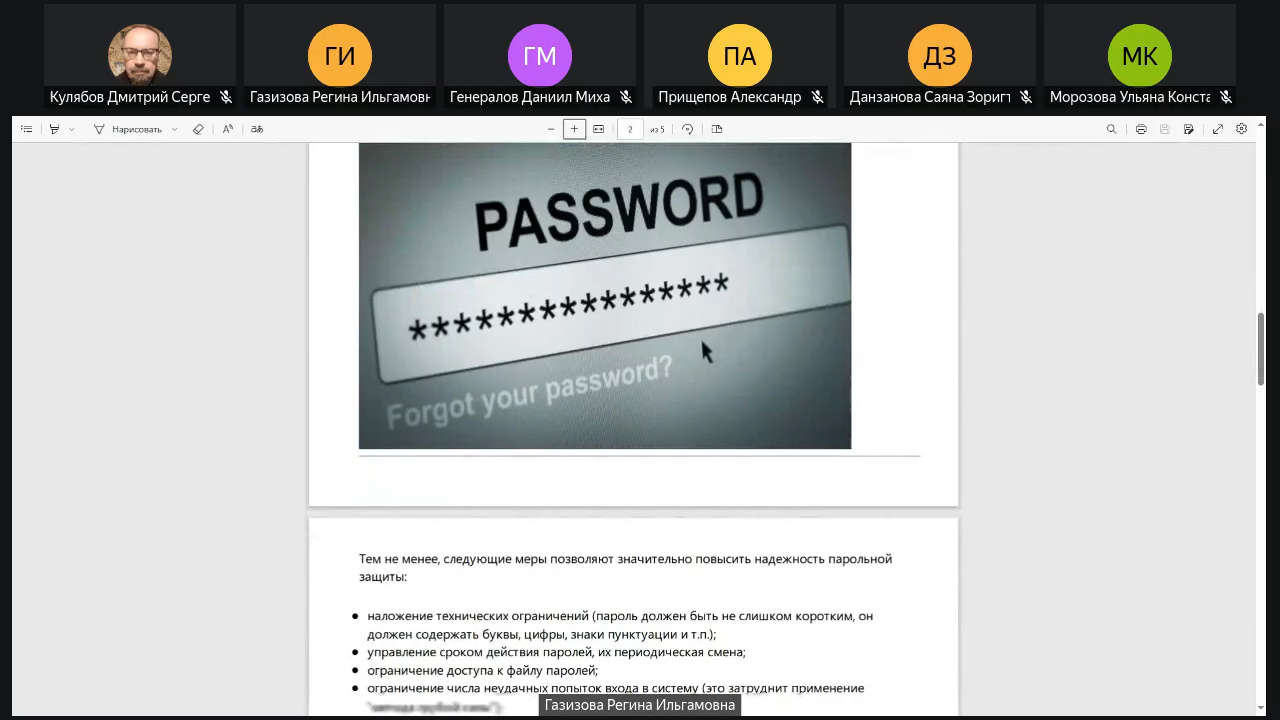 ГИ
ГМ
ПА
ДЗ
МК
Кулябов Дмитрий Серге
Газизова Регина Ильгамовн
Генералов Даниил Миха
Прищепов Александр
Данзанова Саяна Зориг
Морозова Ульяна Конста
Нарисовать
2
из 5
PASSWORD
****************
Forgot your password?
Тем не менее, следующие меры позволяют значительно повысить надежность парольной
защиты:
наложение технических ограничений (пароль должен быть не слишком коротким, он
должен содержать буквы, цифры, знаки пунктуации и т.п.);
управление сроком действия паролей, их периодическая смена;
ограничение доступа к файлу паролей;
ограничение числа неудачных попыток входа в систему (это затруднит применение
"метода грубой силы");
Газизова Регина Ильгамовна